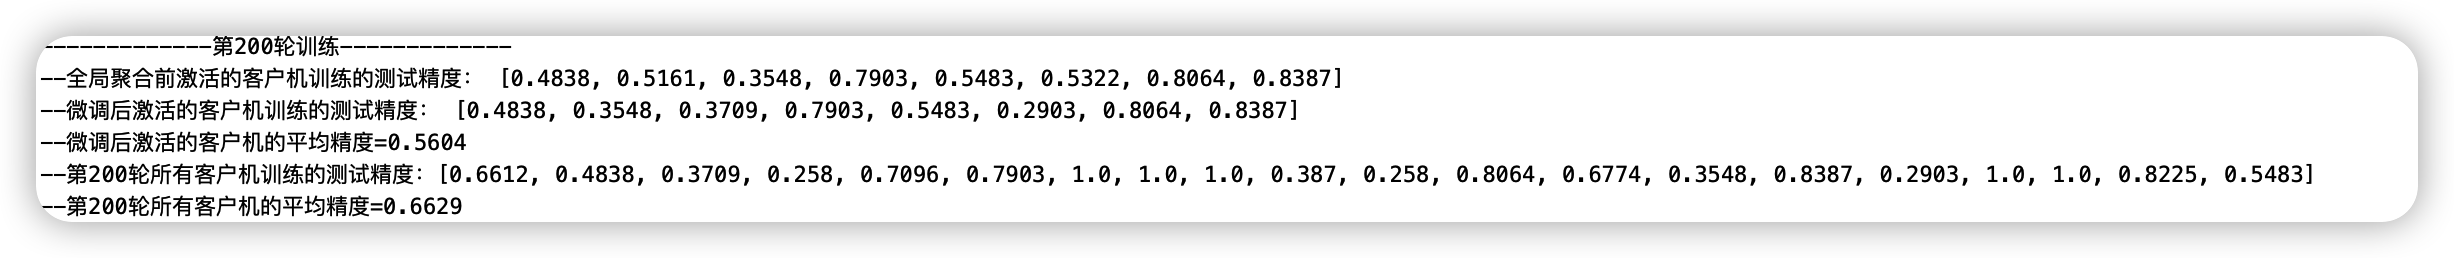 -------------第200轮训练-------------
--全局聚合前激活的客户机训练的测试精度： [0.4838, 0.5161, 0.3548, 0.7903, 0.5483, 0.5322, 0.8064, 0.8387]
--微调后激活的客户机训练的测试精度： [0.4838, 0.3548, 0.3709, 0.7903, 0.5483, 0.2903, 0.8064, 0.8387]
--微调后激活的客户机的平均精度=0.5604
--第200轮所有客户机训练的测试精度：[0.6612, 0.4838, 0.3709, 0.258, 0.7096, 0.7903, 1.0, 1.0, 1.0, 0.387, 0.258, 0.8064, 0.6774, 0.3548, 0.8387, 0.2903, 1.0, 1.0, 0.8225, 0.5483]
--第200轮所有客户机的平均精度=0.6629